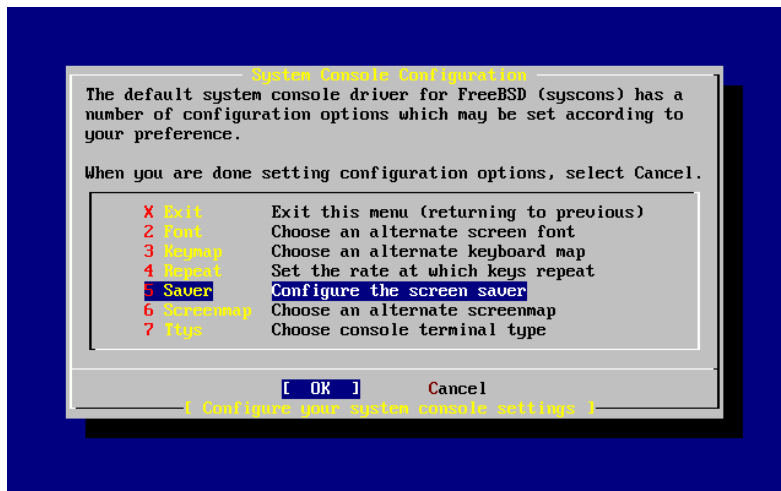 System Console Configuration
The default system console driver for FreeBSD (syscons) has a
number of configuration options which may be set according to
your preference.
When you are done setting configuration options, select Cancel.
X Exit Exit this menu (returning to previous)
2 Font Choose an alternate screen font
3 Keymap Choose an alternate keyboard map
4 Repeat Set the rate at which keys repeat
5 Saver Configure the screen saver
6 Screenmap Choose an alternate screenmap
7 Ttys Choose console terminal type
[ OK ] Cancel
[ Configure your system console settings ]